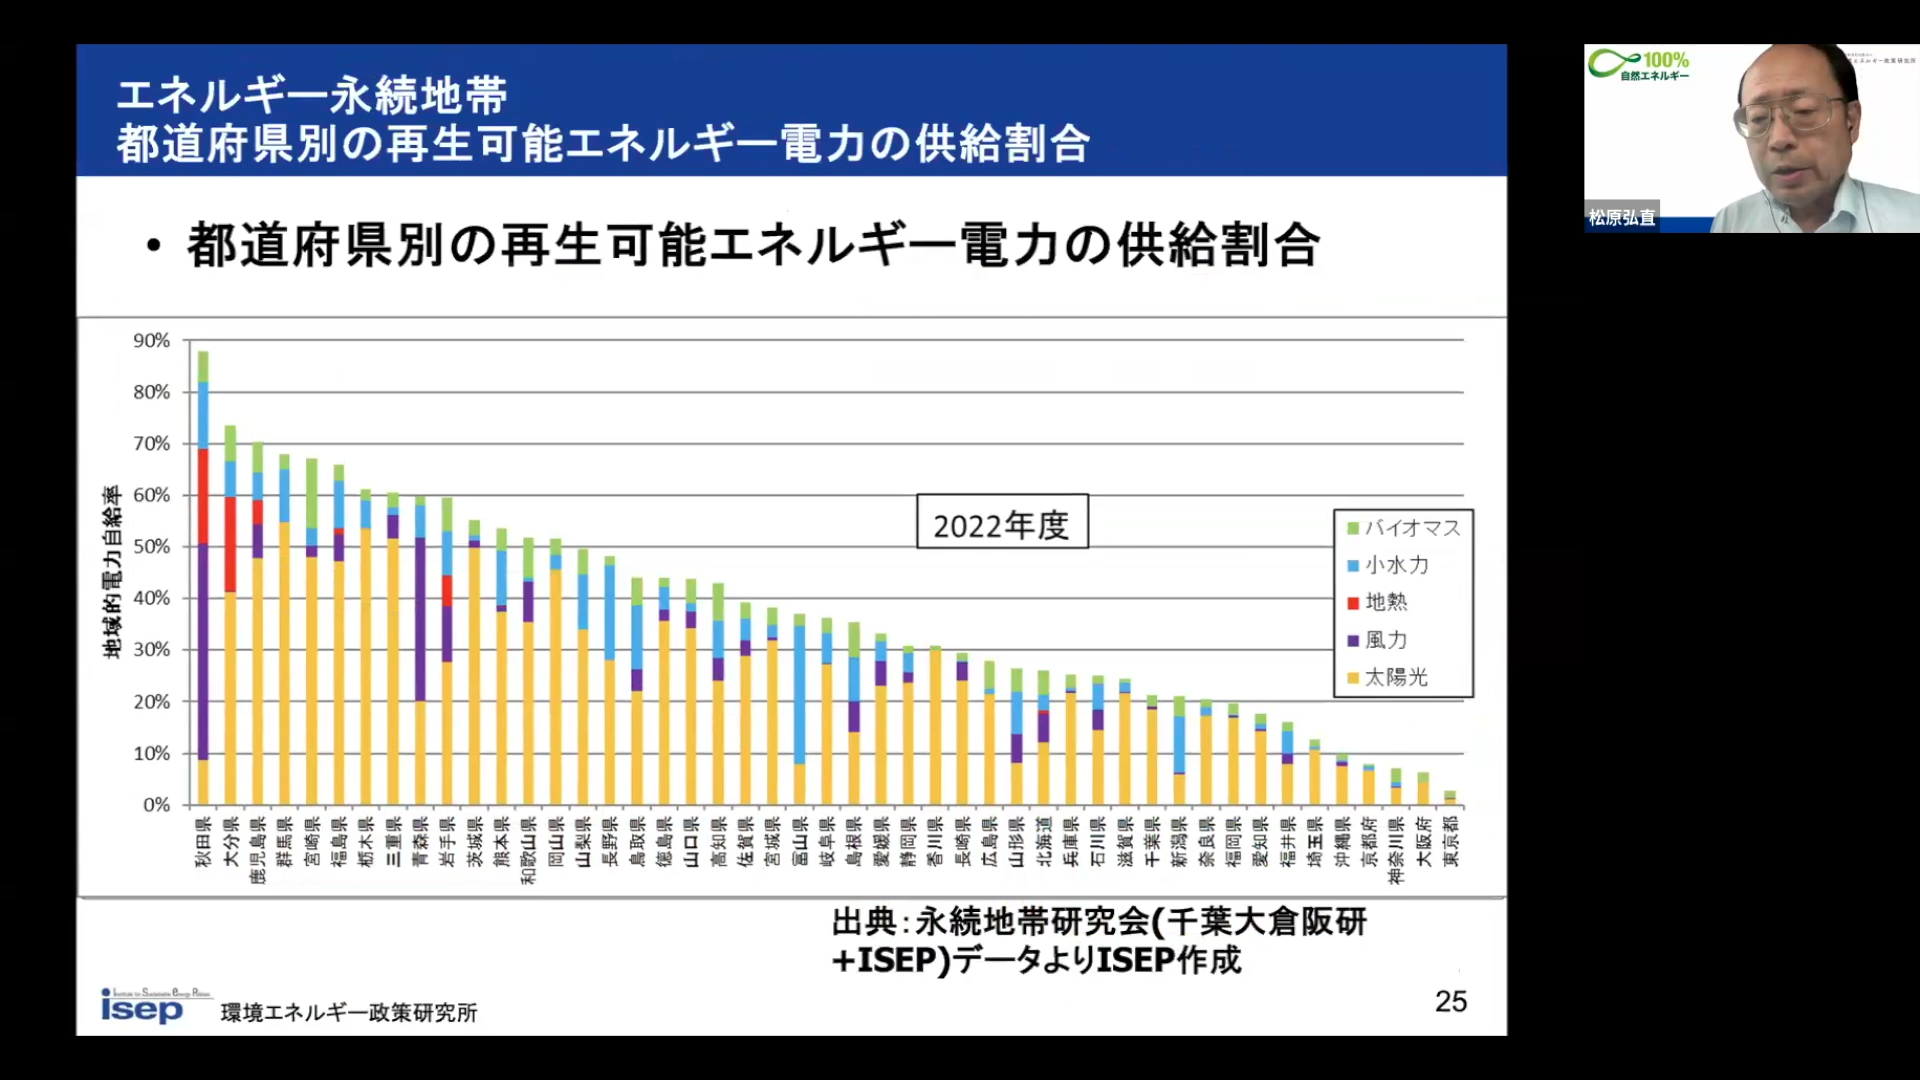 エネルギー永続地帯
都道府県別の再生可能エネルギー電力の供給割合
100%
自然エネルギー
松原弘直
• 都道府県別の再生可能エネルギー電力の供給割合
地域的電力自給率
90%
80%
70%
60%
50%
40%
30%
20%
10%
0%
2022年度
バイオマス
小水力
地熱
風力
太陽光
秋田県
大分県
鹿児島県
群馬県
宮崎県
福島県
栃木県
三重県
青森県
岩手県
茨城県
熊本県
和歌山県
岡山県
山梨県
長野県
鳥取県
徳島県
山口県
高知県
佐賀県
宮城県
富山県
岐阜県
島根県
愛媛県
静岡県
香川県
長崎県
広島県
山形県
北海道
兵庫県
石川県
滋賀県
千葉県
新潟県
奈良県
福岡県
愛知県
福井県
埼玉県
沖縄県
京都府
神奈川県
大阪府
東京都
出典：永続地帯研究会(千葉大倉阪研
+ISEP)データよりISEP作成
Institute for Sustainable Energy Policies
isep
環境エネルギー政策研究所
25